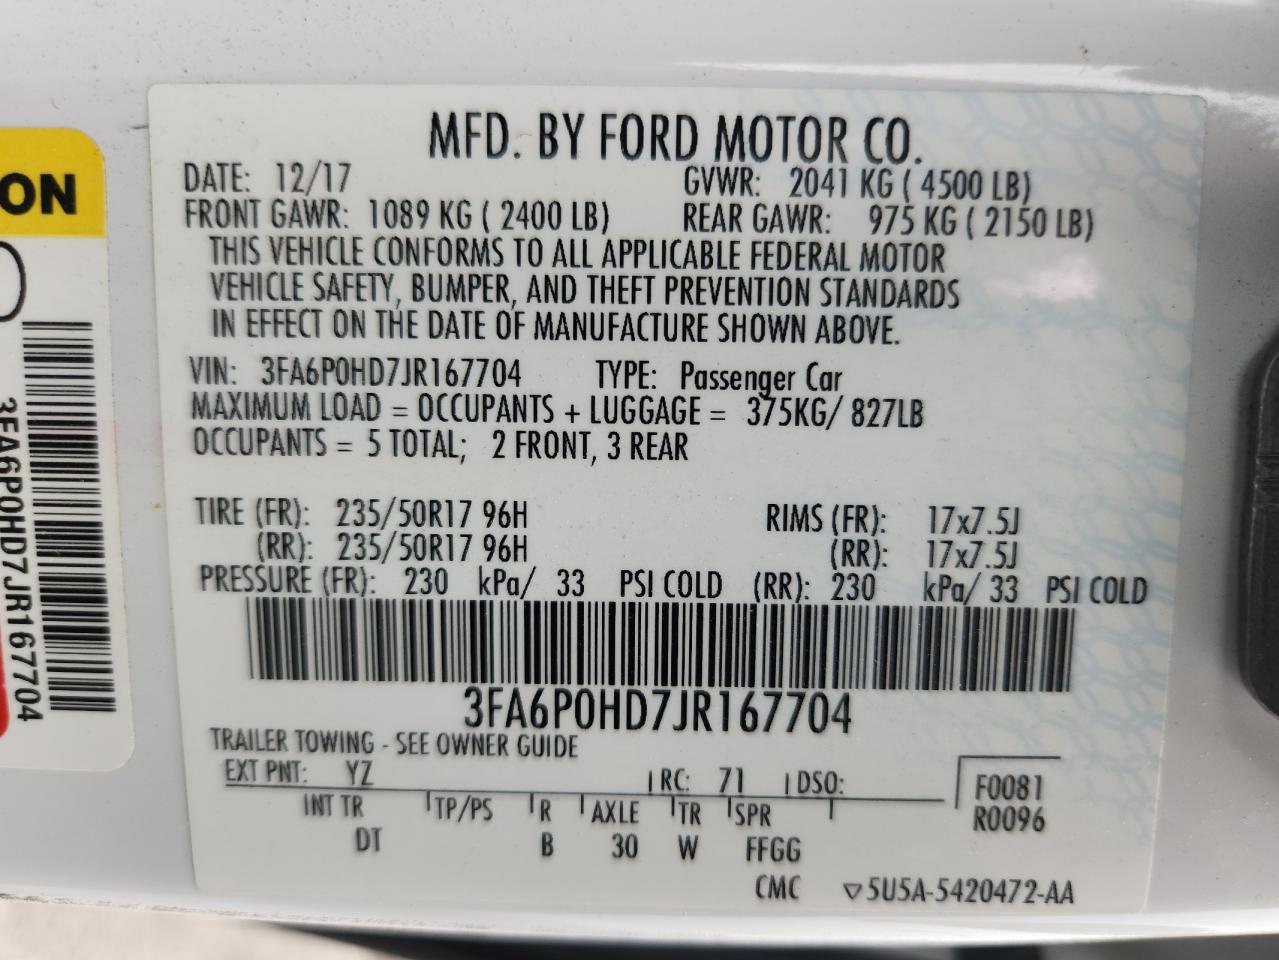 MFD. BY FORD MOTOR CO.
DATE: 12/17 GVWR: 2041 KG ( 4500 LB)
FRONT GAWR: 1089 KG ( 2400 LB) REAR GAWR: 975 KG ( 2150 LB)
THIS VEHICLE CONFORMS TO ALL APPLICABLE FEDERAL MOTOR
VEHICLE SAFETY, BUMPER, AND THEFT PREVENTION STANDARDS
IN EFFECT ON THE DATE OF MANUFACTURE SHOWN ABOVE.
VIN: 3FA6P0HD7JR167704 TYPE: Passenger Car
MAXIMUM LOAD = OCCUPANTS + LUGGAGE = 375KG/ 827LB
OCCUPANTS = 5 TOTAL; 2 FRONT, 3 REAR
TIRE (FR): 235/50R17 96H RIMS (FR): 17x7.5J
(RR): 235/50R17 96H (RR): 17x7.5J
PRESSURE (FR): 230 kPa/ 33 PSI COLD (RR): 230 kPa/ 33 PSI COLD
3FA6P0HD7JR167704
TRAILER TOWING - SEE OWNER GUIDE
EXT PNT: YZ RC: 71 DSO:
F0081
INT TR TP/PS R AXLE TR SPR
R0096
DT B 30 W FFGG
CMC ▽5U5A-5420472-AA
ON
3FA6P0HD7JR167704